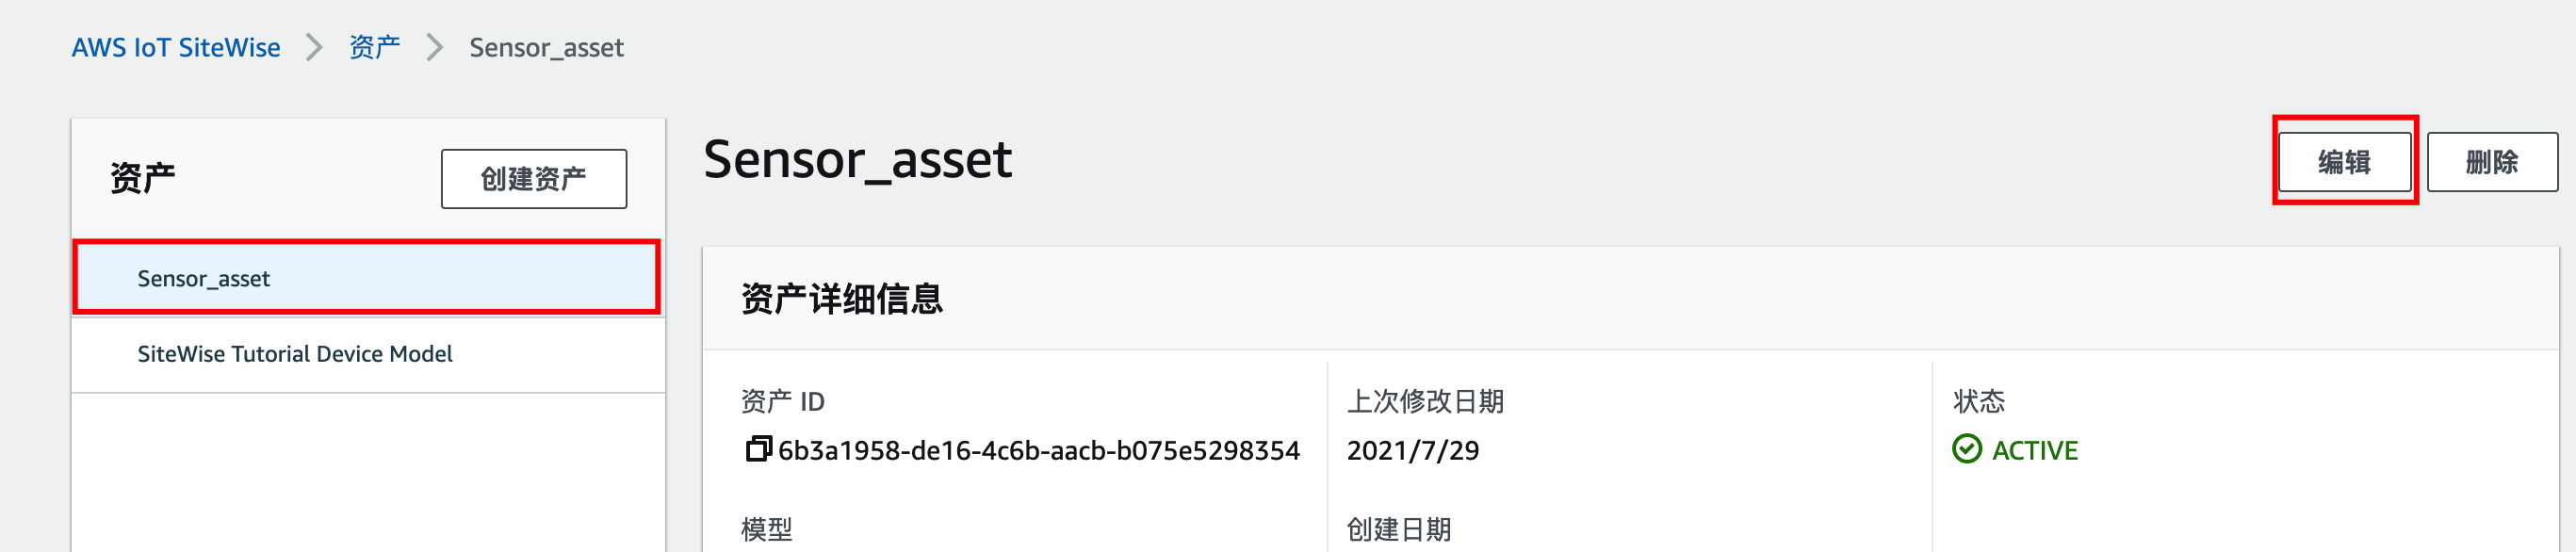 AWS IoT SiteWise > 资产 > Sensor_asset
资产
创建资产
Sensor_asset
SiteWise Tutorial Device Model
Sensor_asset
编辑
删除
资产详细信息
资产 ID
6b3a1958-de16-4c6b-aacb-b075e5298354
上次修改日期
2021/7/29
状态
ACTIVE
模型
创建日期